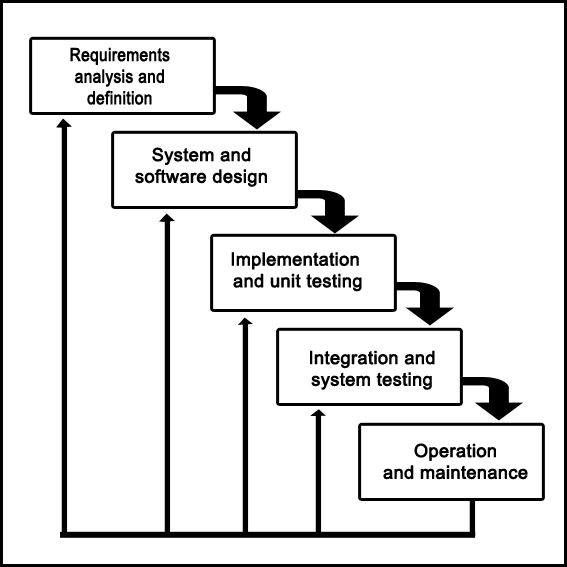 Requirements
analysis and
definition
System and
software design
Implementation
and unit testing
Integration and
system testing
Operation
and maintenance